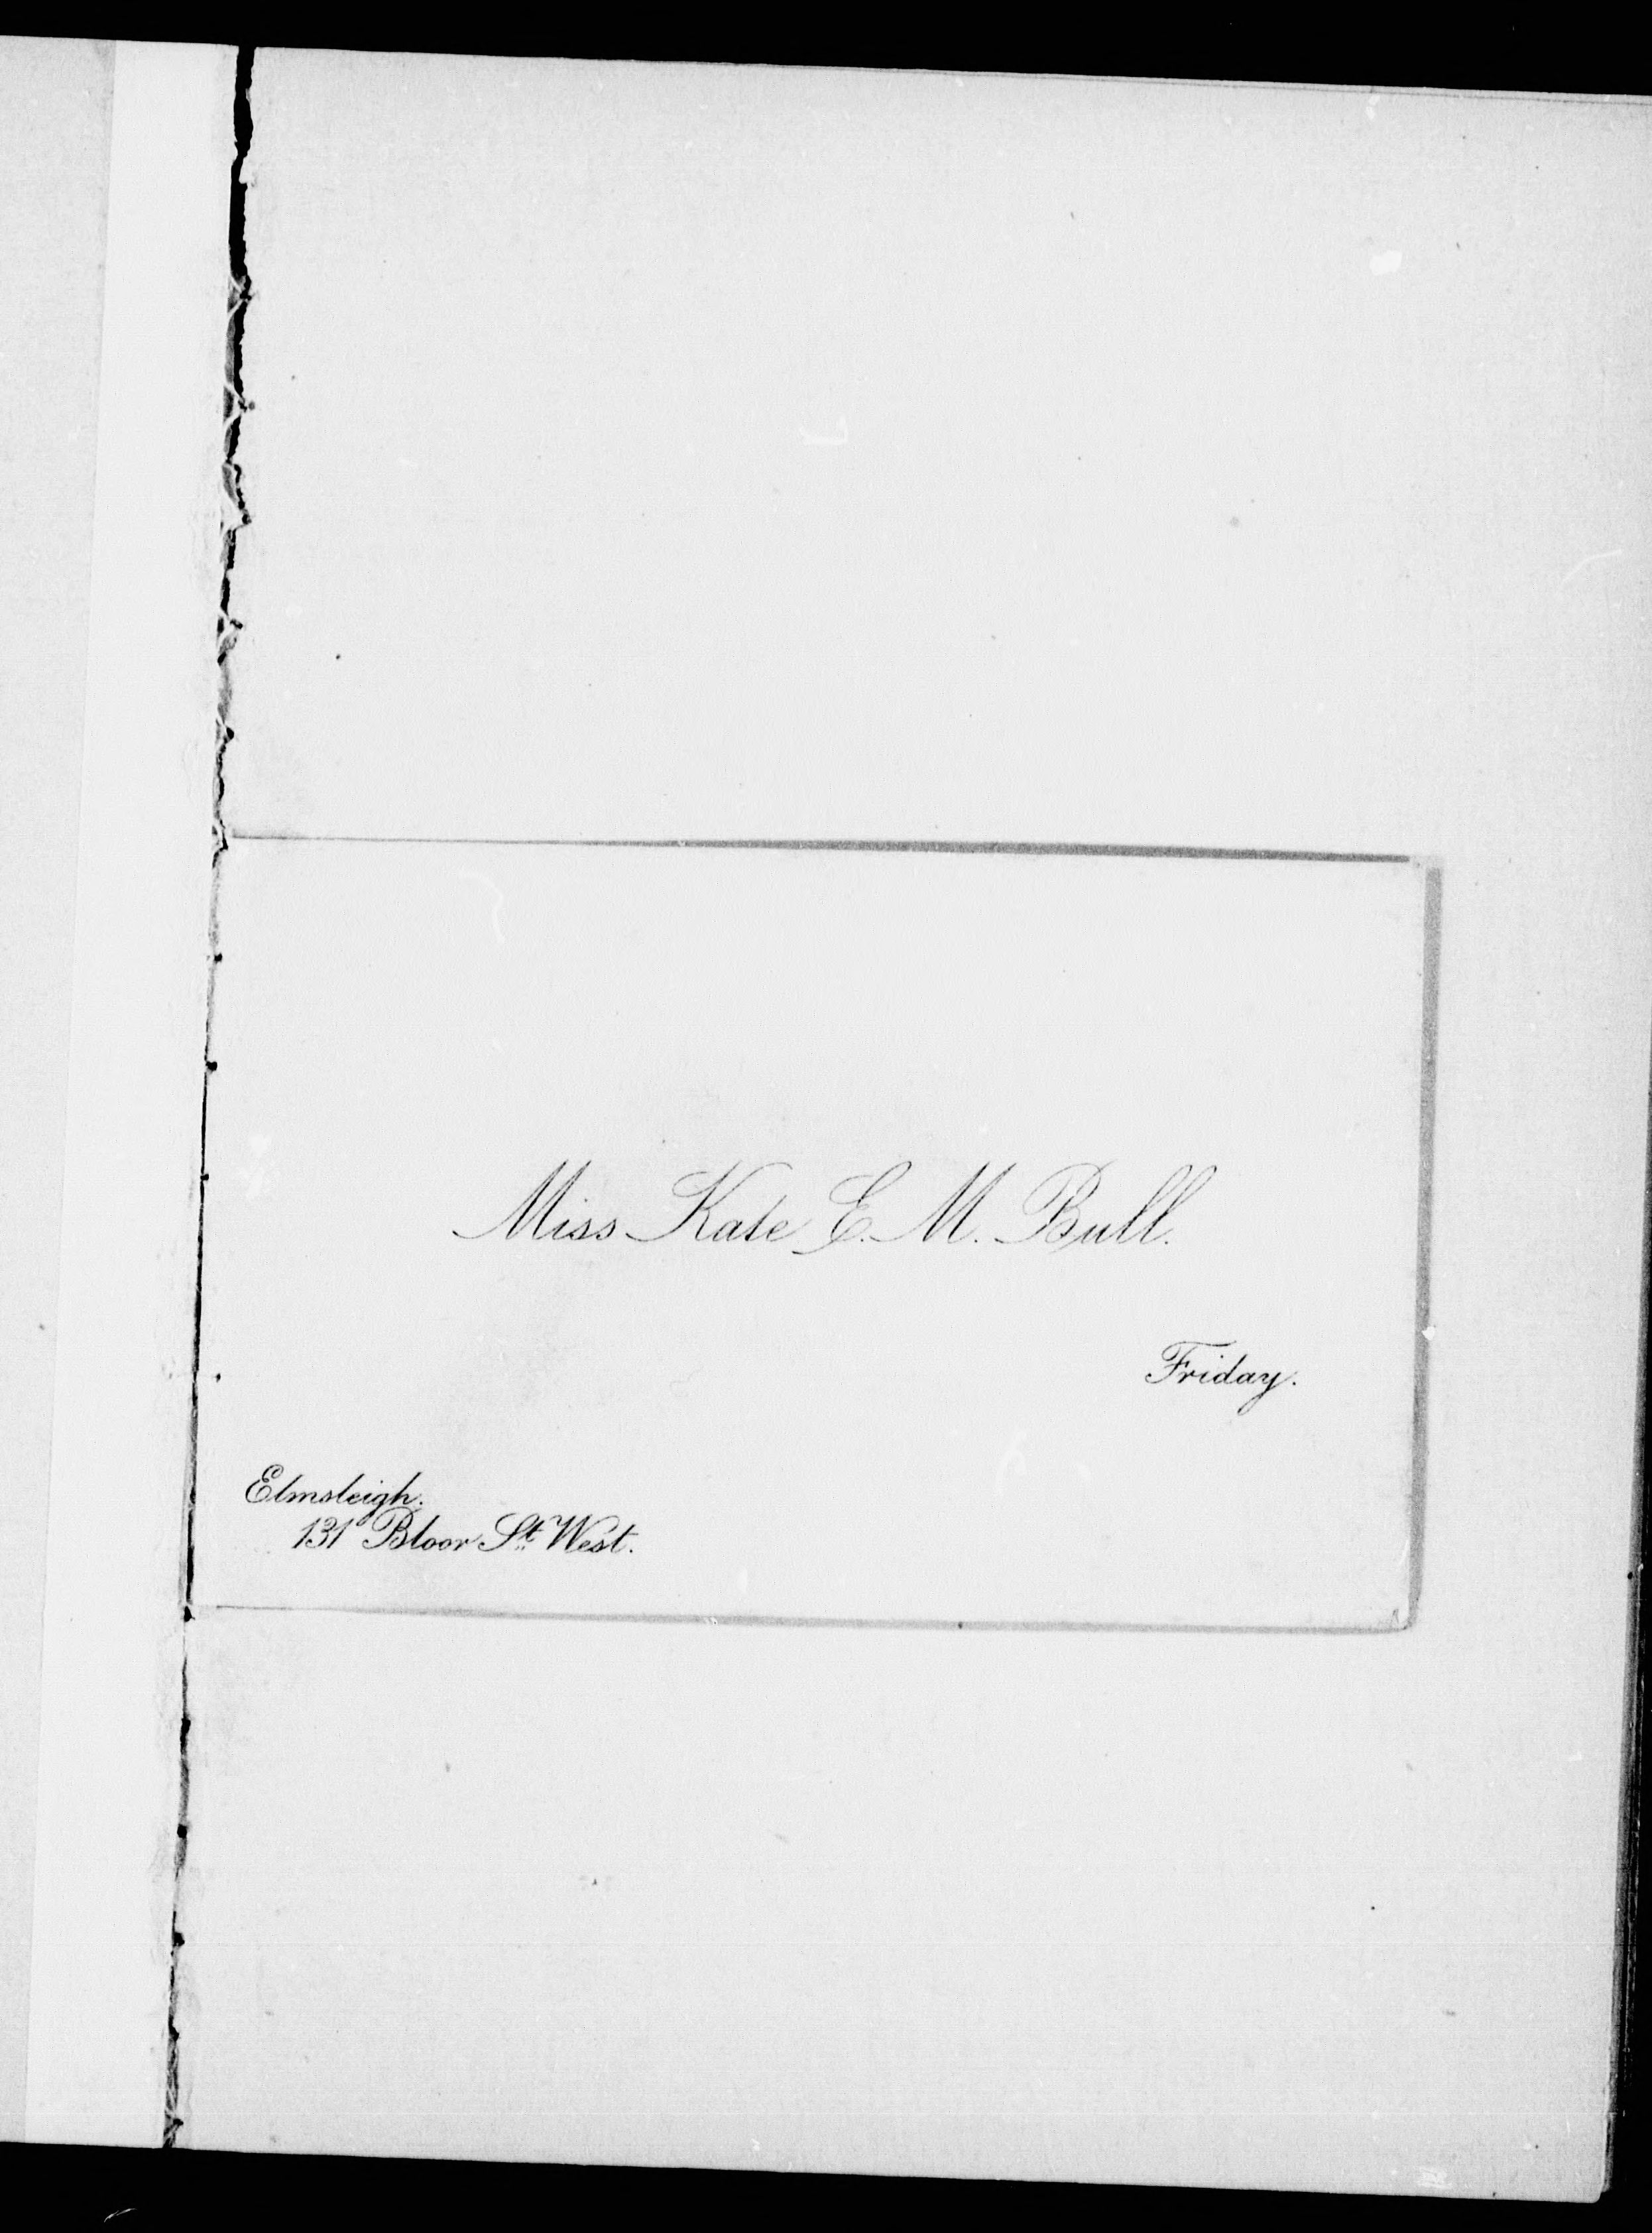 Miss Kate E. M. Bull.
Friday.
Elmsleigh.
131 Bloor St. West.